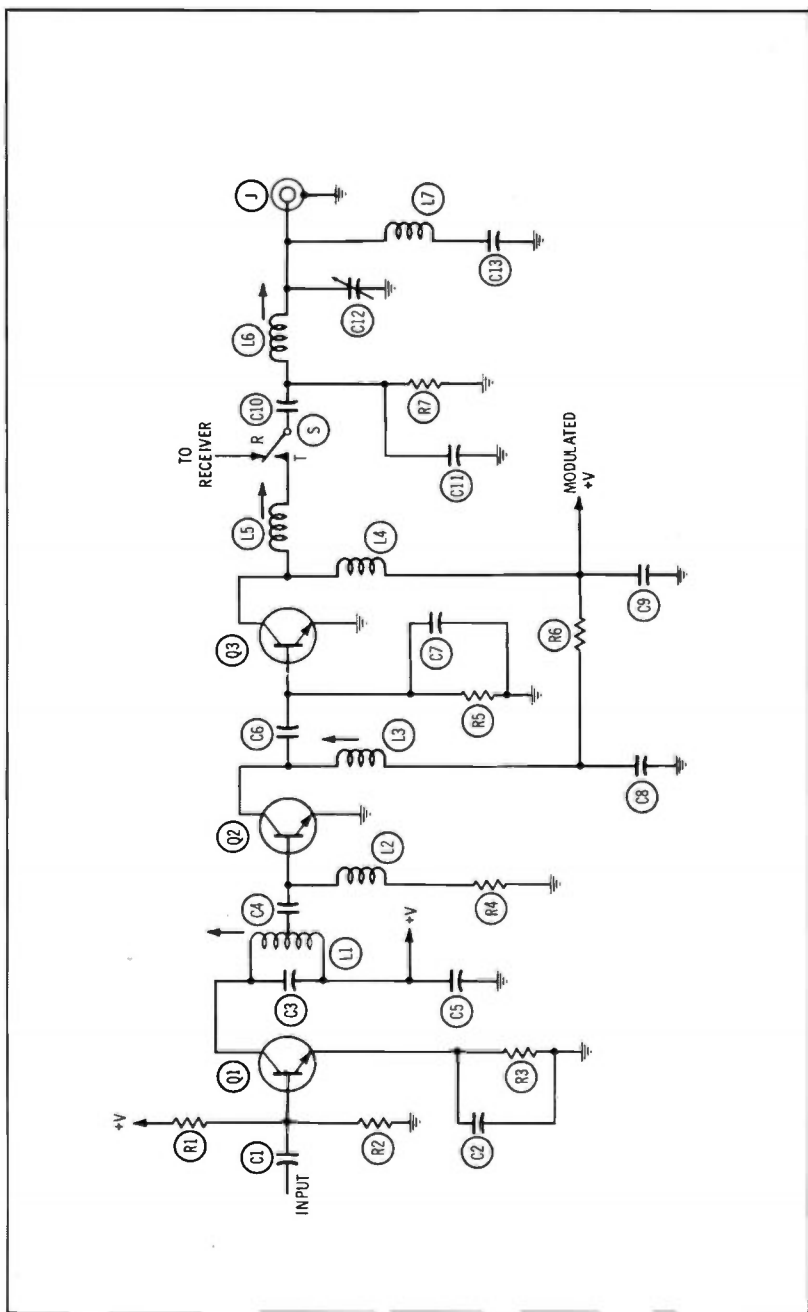 +V
R1
C1
INPUT
R2
Q1
C2
R3
C3
L1
+V
C5
C4
L2
R4
Q2
C6
L3
C8
Q3
C7
R5
R6
L4
C9
MODULATED
+V
L5
TO
RECEIVER
R
T
S
C10
C11
R7
L6
C12
L7
C13
J